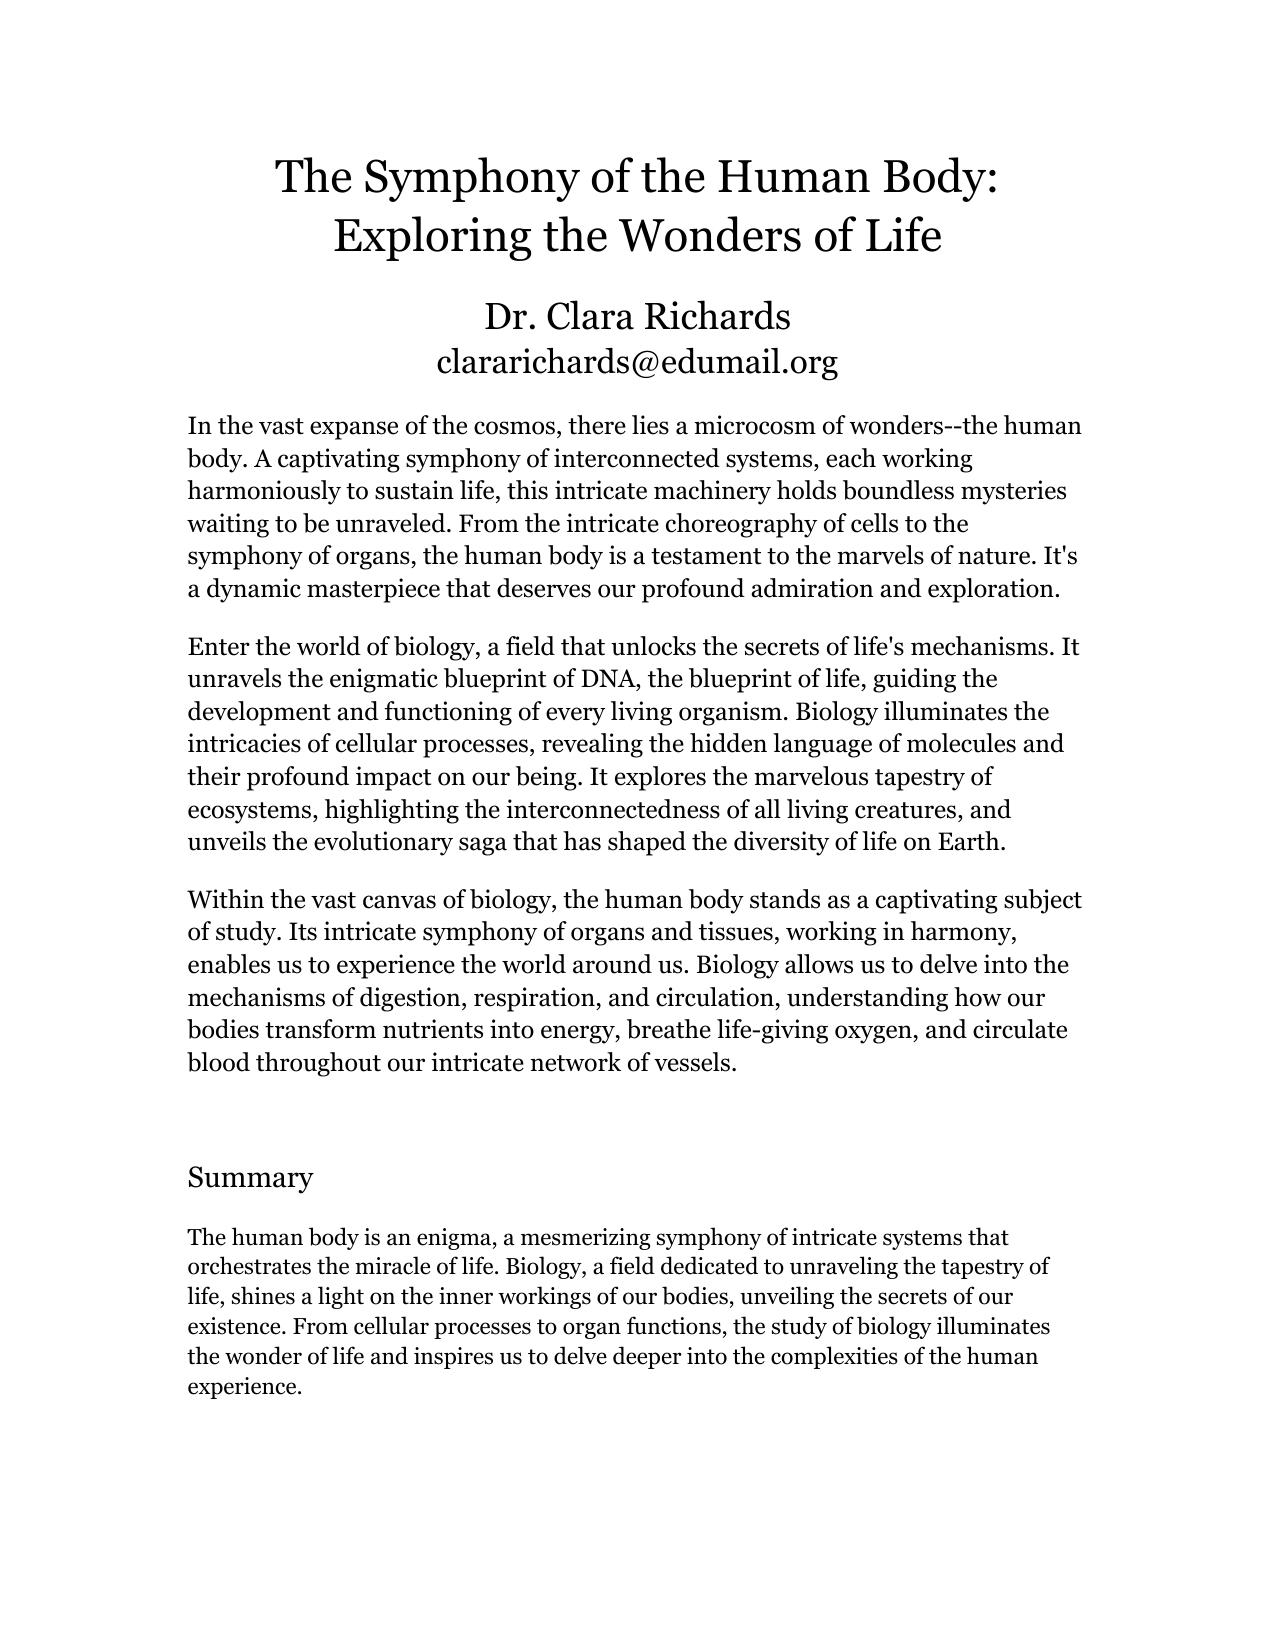 The Symphony of the Human Body:
Exploring the Wonders of Life
Dr. Clara Richards
clararichards@edumail.org
In the vast expanse of the cosmos, there lies a microcosm of wonders--the human
body. A captivating symphony of interconnected systems, each working
harmoniously to sustain life, this intricate machinery holds boundless mysteries
waiting to be unraveled. From the intricate choreography of cells to the
symphony of organs, the human body is a testament to the marvels of nature. It's
a dynamic masterpiece that deserves our profound admiration and exploration.
Enter the world of biology, a field that unlocks the secrets of life's mechanisms. It
unravels the enigmatic blueprint of DNA, the blueprint of life, guiding the
development and functioning of every living organism. Biology illuminates the
intricacies of cellular processes, revealing the hidden language of molecules and
their profound impact on our being. It explores the marvelous tapestry of
ecosystems, highlighting the interconnectedness of all living creatures, and
unveils the evolutionary saga that has shaped the diversity of life on Earth.
Within the vast canvas of biology, the human body stands as a captivating subject
of study. Its intricate symphony of organs and tissues, working in harmony,
enables us to experience the world around us. Biology allows us to delve into the
mechanisms of digestion, respiration, and circulation, understanding how our
bodies transform nutrients into energy, breathe life-giving oxygen, and circulate
blood throughout our intricate network of vessels.
Summary
The human body is an enigma, a mesmerizing symphony of intricate systems that
orchestrates the miracle of life. Biology, a field dedicated to unraveling the tapestry of
life, shines a light on the inner workings of our bodies, unveiling the secrets of our
existence. From cellular processes to organ functions, the study of biology illuminates
the wonder of life and inspires us to delve deeper into the complexities of the human
experience.